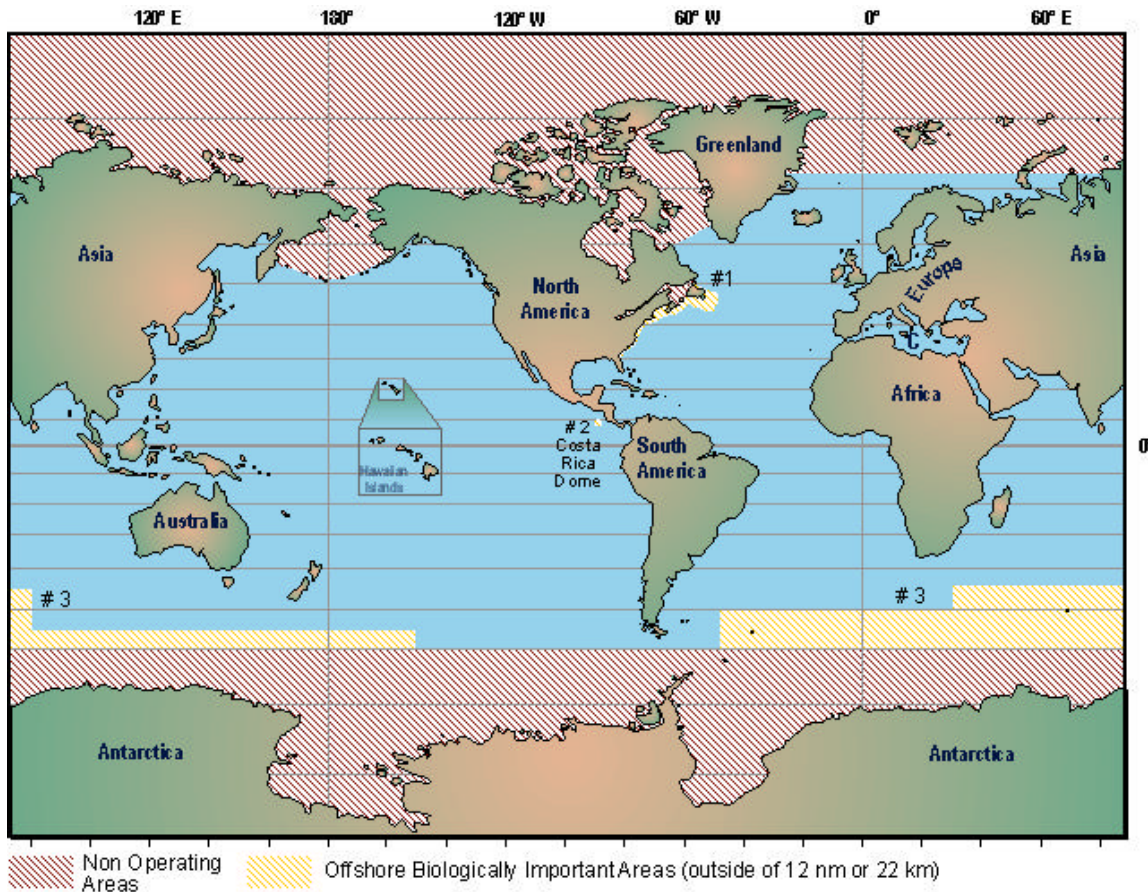 120° E 180° 120° W 60° W 0° 60° E
Greenland
Asia
Asia
Europe
North
America
#1
Africa
# 2
Costa
Rica
Dome
South
America
0
Hawaiian
Islands
Australia
# 3
# 3
Antarctica
Antarctica
Non Operating
Areas
Offshore Biologically Important Areas (outside of 12 nm or 22 km)